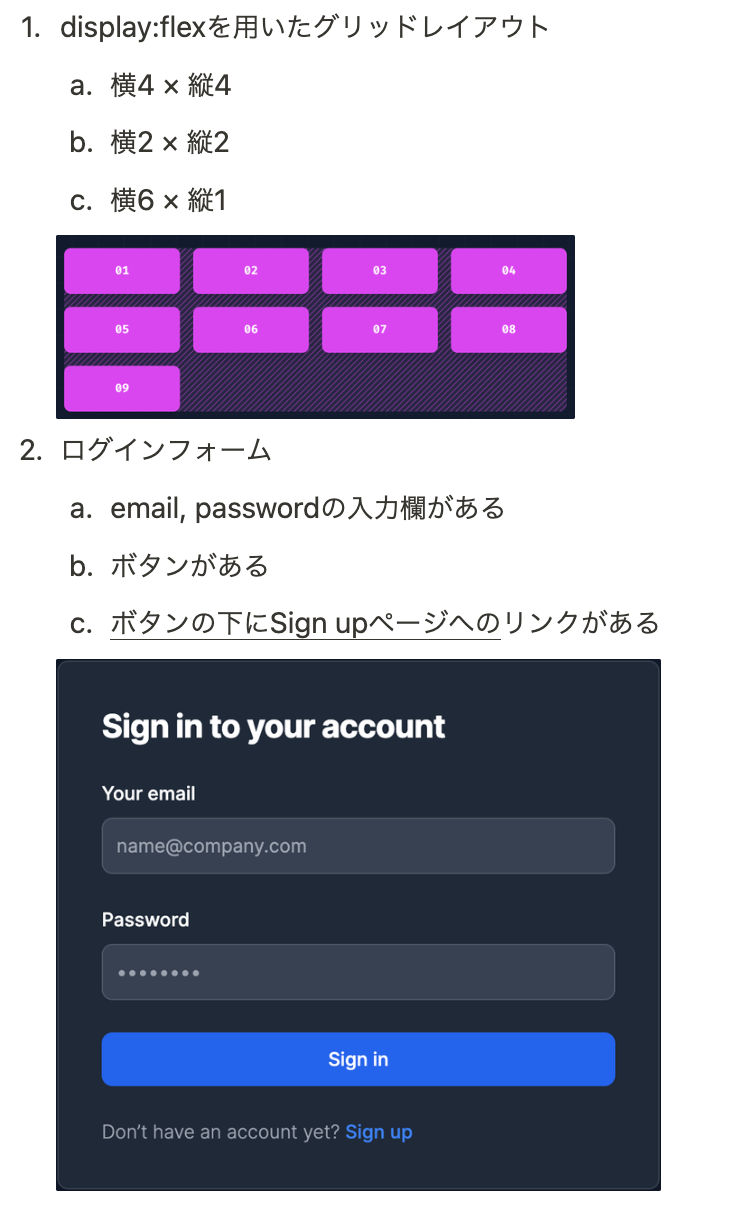 1. display:flexを用いたグリッドレイアウト
a. 横4 × 縦4
b. 横2 × 縦2
c. 横6 × 縦1
01 02 03 04
05 06 07 08
09
2. ログインフォーム
a. email, passwordの入力欄がある
b. ボタンがある
c. ボタンの下にSign upページへのリンクがある
Sign in to your account
Your email
name@company.com
Password
••••••••
Sign in
Don’t have an account yet? Sign up